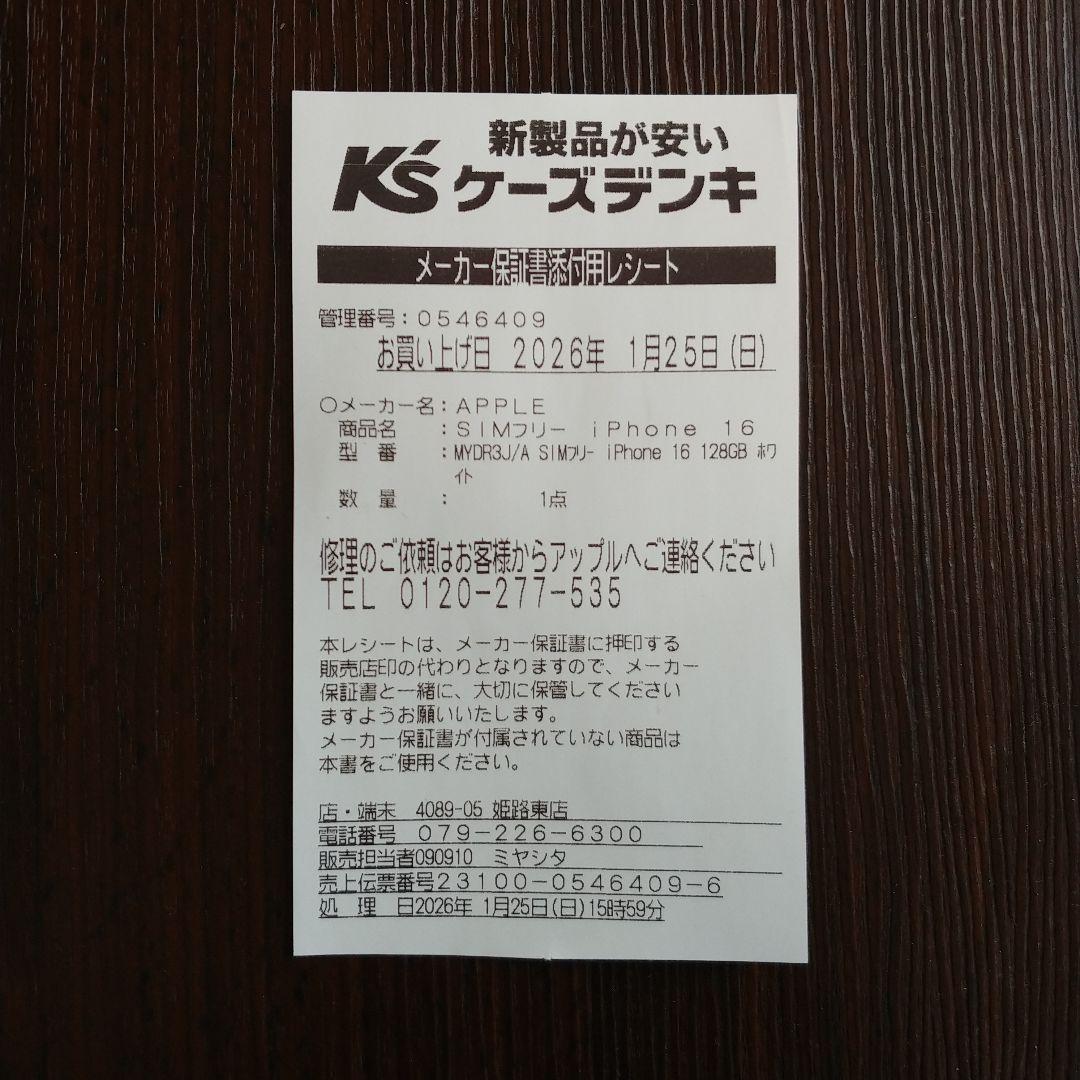 新製品が安い
K's ケーズデンキ
メーカー保証書添付用レシート
管理番号:0546409
お買い上げ日 2026年 1月25日(日)
○メーカー名:APPLE
商品名 :SIMフリー iPhone 16
型 番 :MYDR3J/A SIMフリー iPhone 16 128GB ホワ
イト
数 量 : 1点
修理のご依頼はお客様からアップルへご連絡ください
TEL 0120-277-535
本レシートは、メーカー保証書に押印する
販売店印の代わりとなりますので、メーカー
保証書と一緒に、大切に保管してください
ますようお願いいたします。
メーカー保証書が付属されていない商品は
本書をご使用ください。
店・端末 4089-05 姫路東店
電話番号 079-226-6300
販売担当者090910 ミヤシタ
売上伝票番号23100-0546409-6
処 理 日2026年 1月25日(日)15時59分